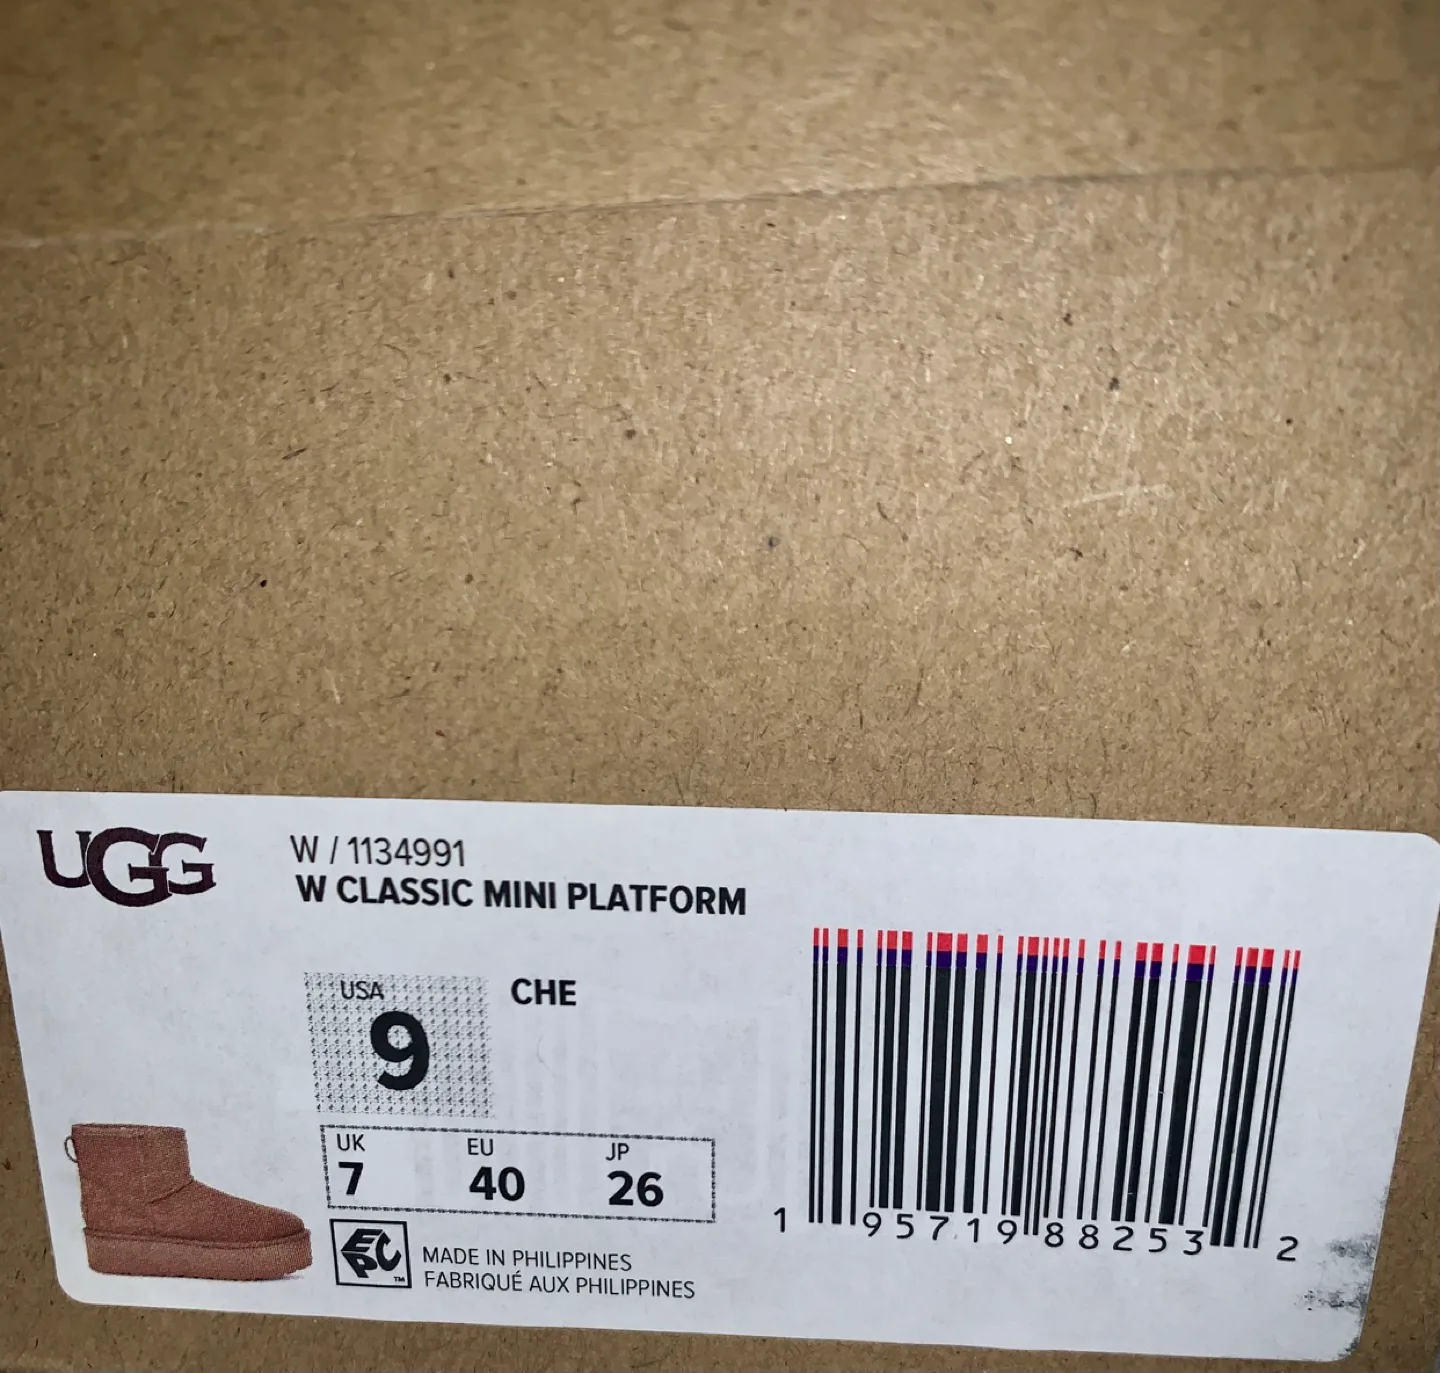 UGG
W / 1134991
W CLASSIC MINI PLATFORM
USA
9
CHE
UK EU JP
7 40 26
EPC™
MADE IN PHILIPPINES
FABRIQUÉ AUX PHILIPPINES
1 95719 88253 2